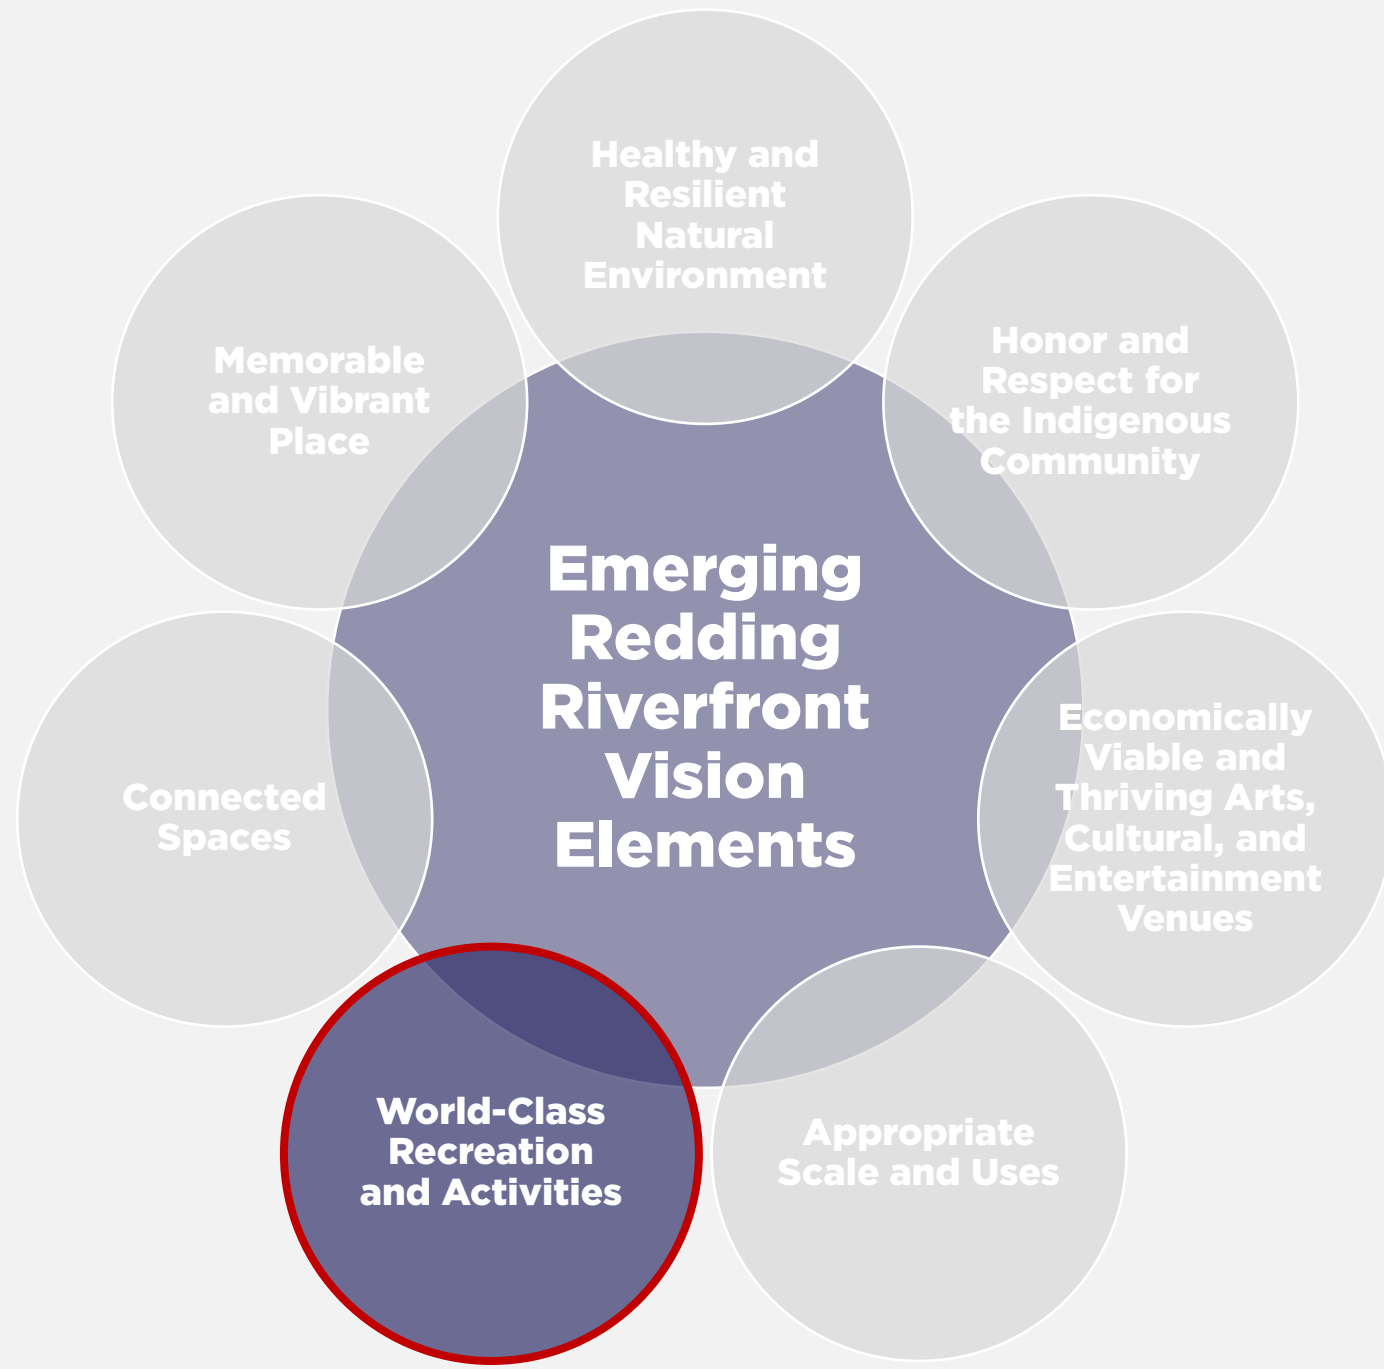 Healthy and
Resilient
Natural
Environment
Honor and
Respect for
the Indigenous
Community
Economically
Viable and
Thriving Arts,
Cultural, and
Entertainment
Venues
Appropriate
Scale and Uses
World-Class
Recreation
and Activities
Connected
Spaces
Memorable
and Vibrant
Place
Emerging
Redding
Riverfront
Vision
Elements